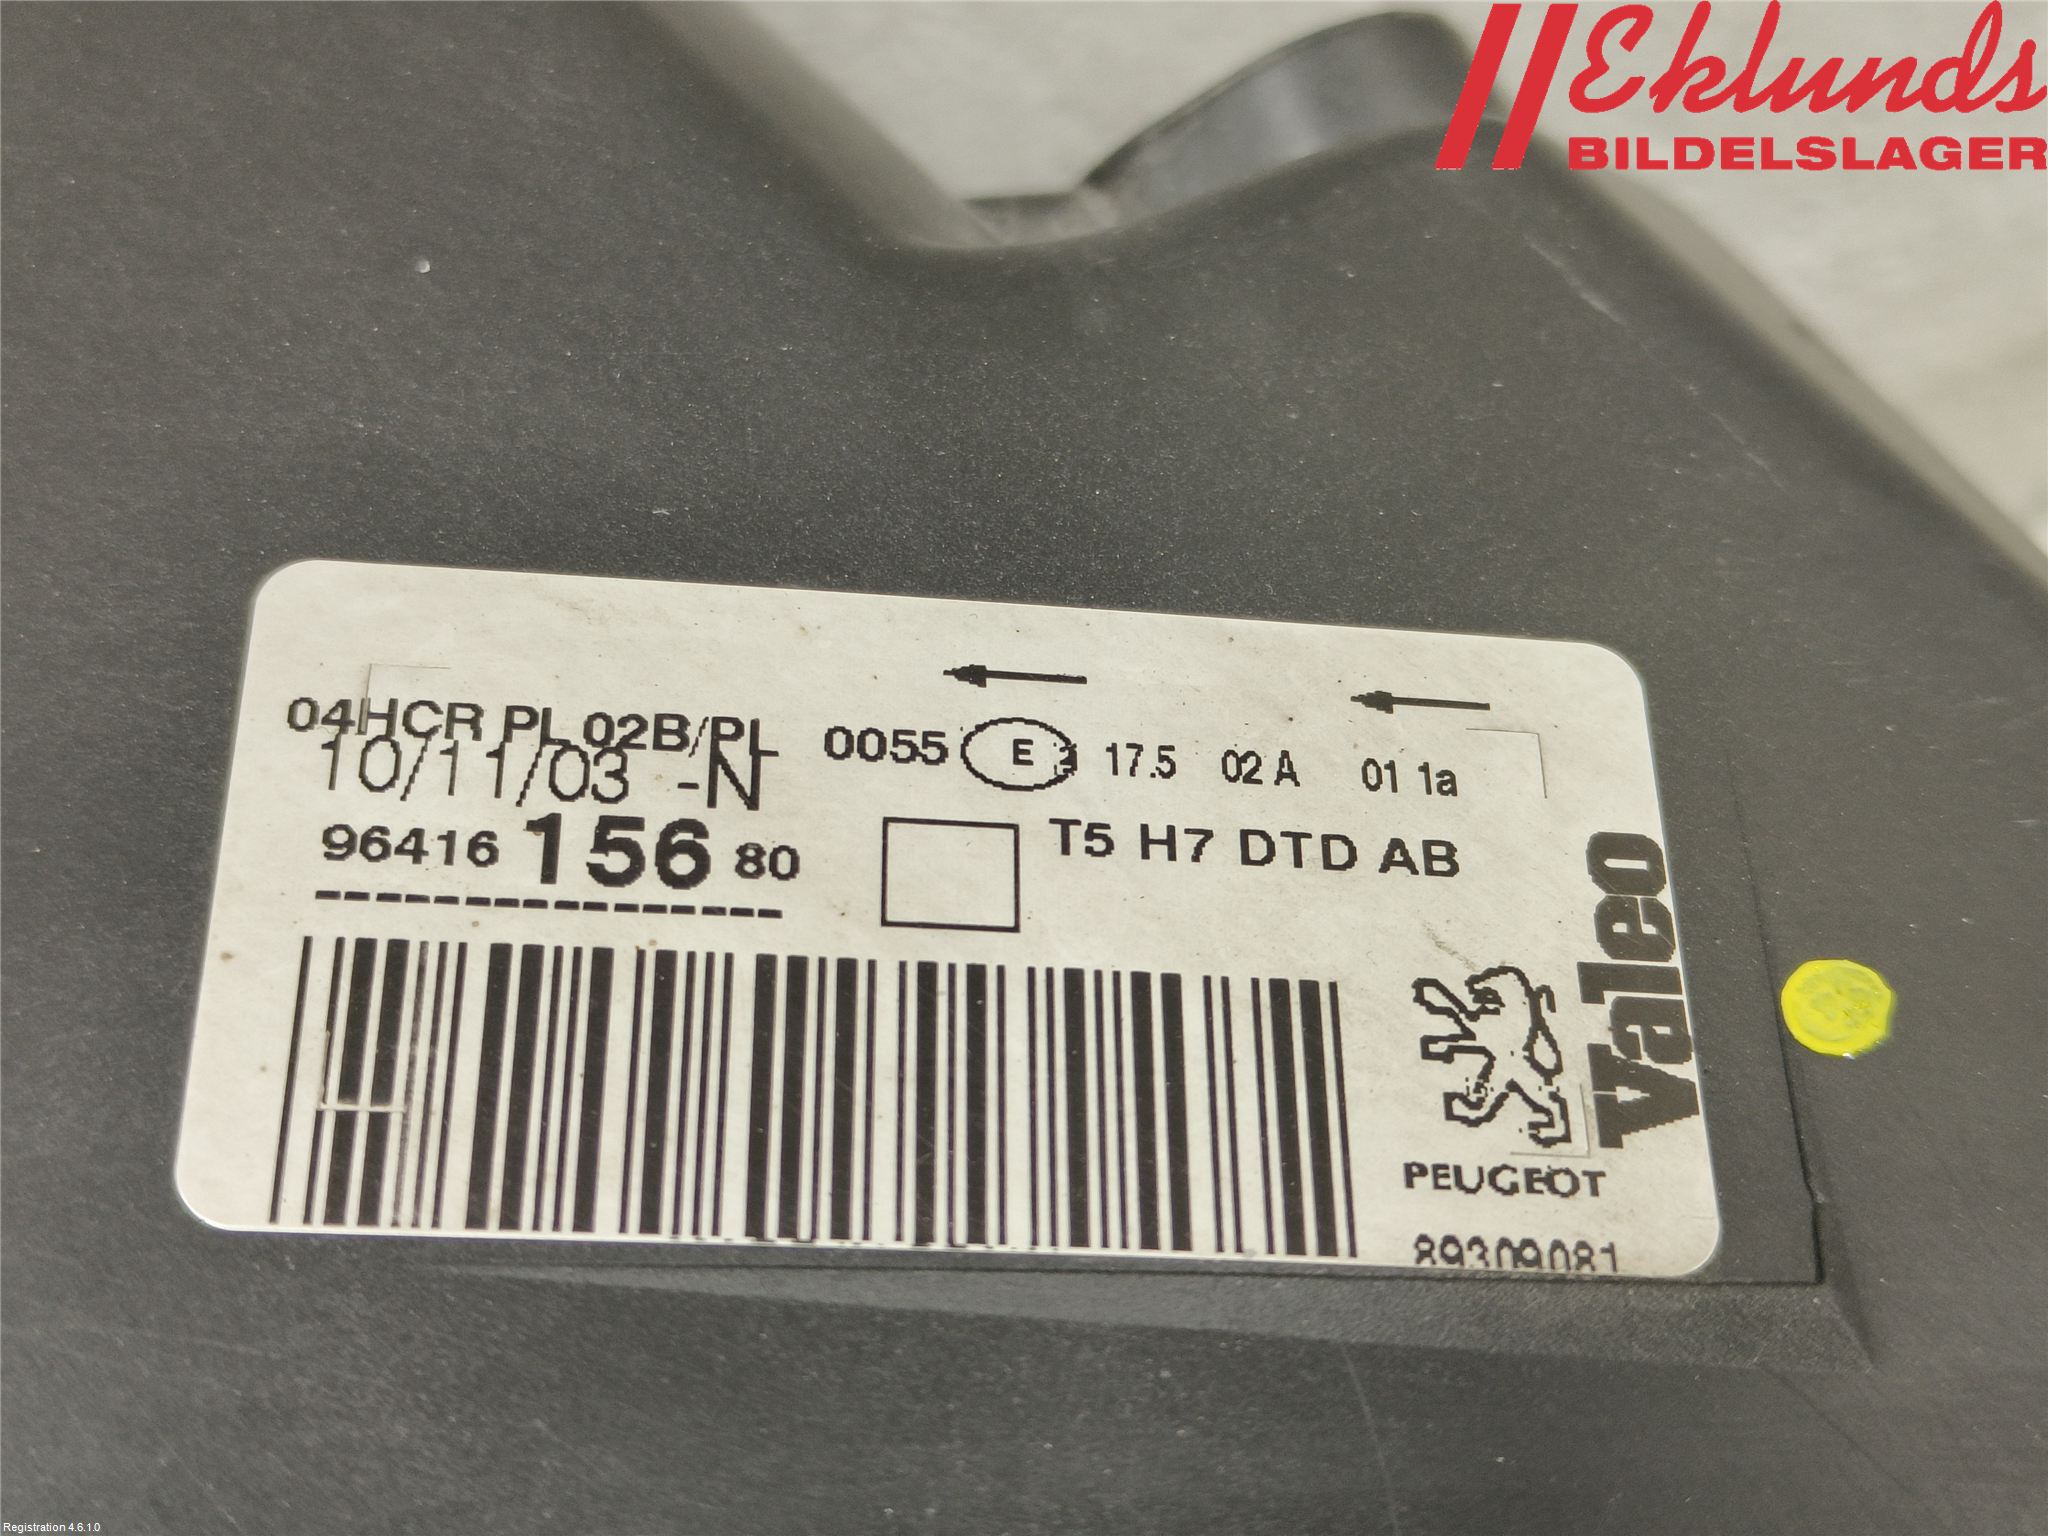 Eklunds
BILDELSLAGER
04HCR PL 02B/PL 0055 E 17.5 02 A 01 1a
10/11/03 -N
96416 156 80
T5 H7 DTD AB
Valeo
PEUGEOT
89309081
Registration 4.6.1.0